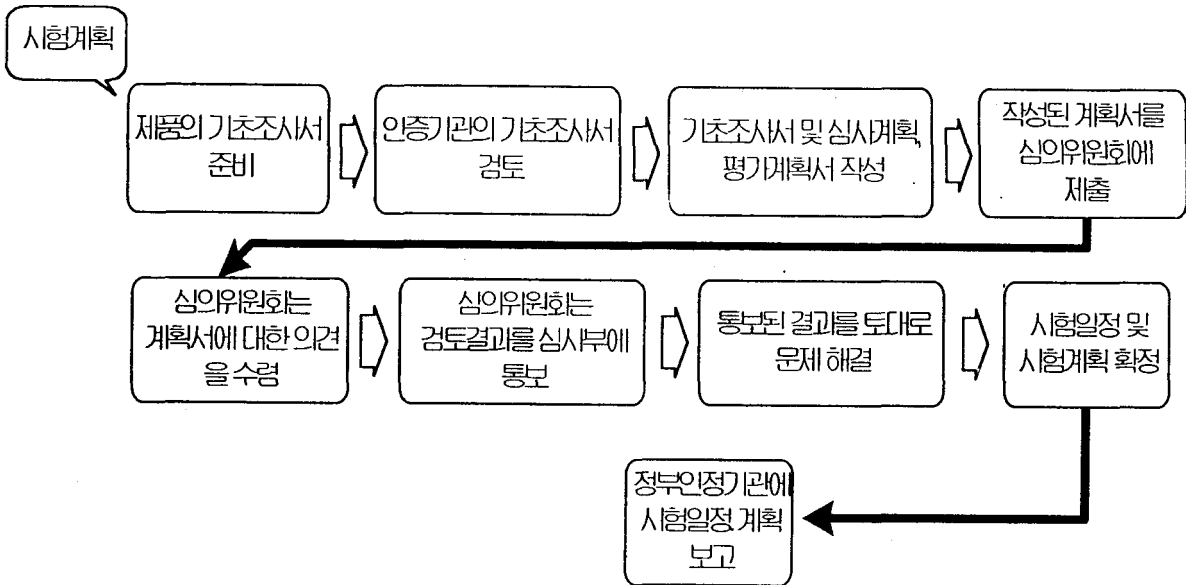 시험계획
제품의 기초조사서
준비
인증기관의 기초조사서
검토
기초조사서 및 심사계획,
평가계획서 작성
작성된 계획서를
심의위원회에
제출
심의위원회는
계획서에 대한 의견
을 수렴
심의위원회는
검토결과를 심사부에
통보
통보된 결과를 토대로
문제 해결
시험일정 및
시험계획 확정
정부인정기관에
시험일정, 계획
보고